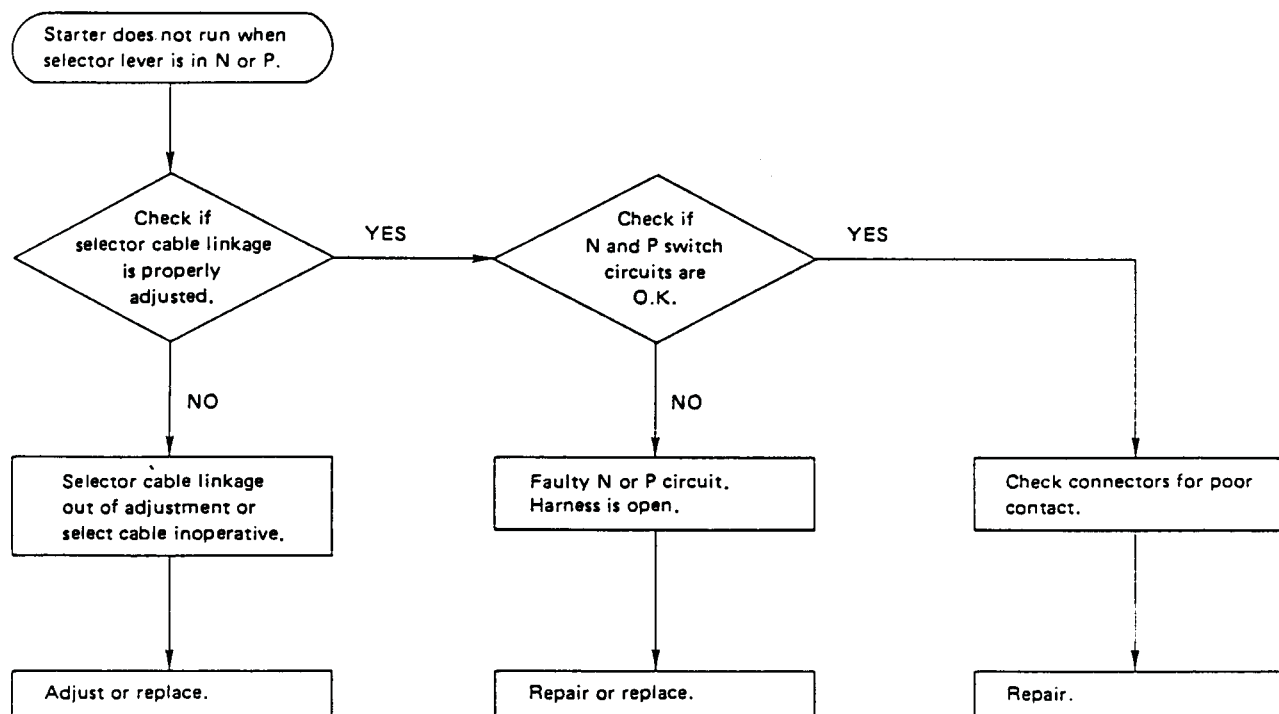 Starter does not run when
selector lever is in N or P.
Check if
selector cable linkage
is properly
adjusted.
YES
Check if
N and P switch
circuits are
O.K.
YES
NO
NO
Selector cable linkage
out of adjustment or
select cable inoperative.
Faulty N or P circuit.
Harness is open.
Check connectors for poor
contact.
Adjust or replace.
Repair or replace.
Repair.